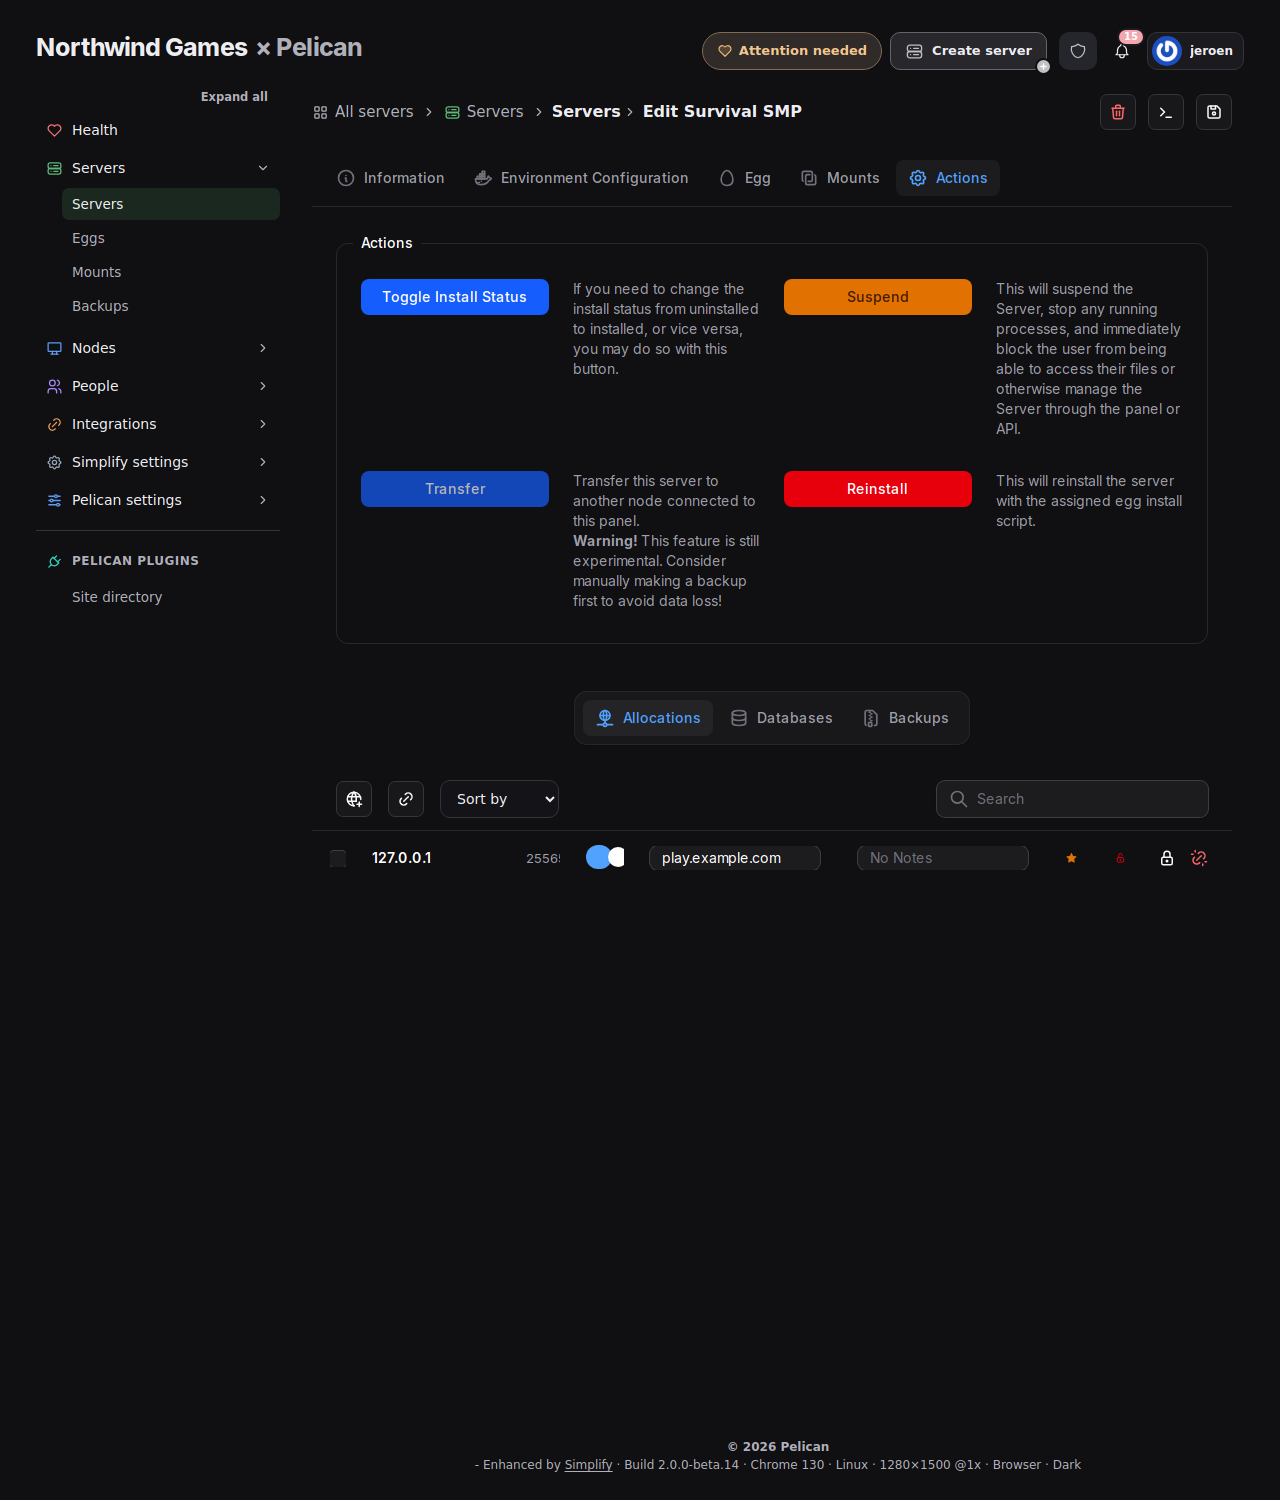 Northwind Games × Pelican
Attention needed
Create server
15
jeroen
Expand all
Health
Servers
Servers
Eggs
Mounts
Backups
Nodes
People
Integrations
Simplify settings
Pelican settings
PELICAN PLUGINS
Site directory
All servers > Servers > Servers > Edit Survival SMP
Information
Environment Configuration
Egg
Mounts
Actions
Actions
Toggle Install Status
If you need to change the
install status from uninstalled
to installed, or vice versa,
you may do so with this
button.
Suspend
This will suspend the
Server, stop any running
processes, and immediately
block the user from being
able to access their files or
otherwise manage the
Server through the panel or
API.
Transfer
Transfer this server to
another node connected to
this panel.
Warning! This feature is still
experimental. Consider
manually making a backup
first to avoid data loss!
Reinstall
This will reinstall the server
with the assigned egg install
script.
Allocations
Databases
Backups
Sort by
Search
127.0.0.1
25565
play.example.com
No Notes
© 2026 Pelican
- Enhanced by Simplify · Build 2.0.0-beta.14 · Chrome 130 · Linux · 1280×1500 @1x · Browser · Dark